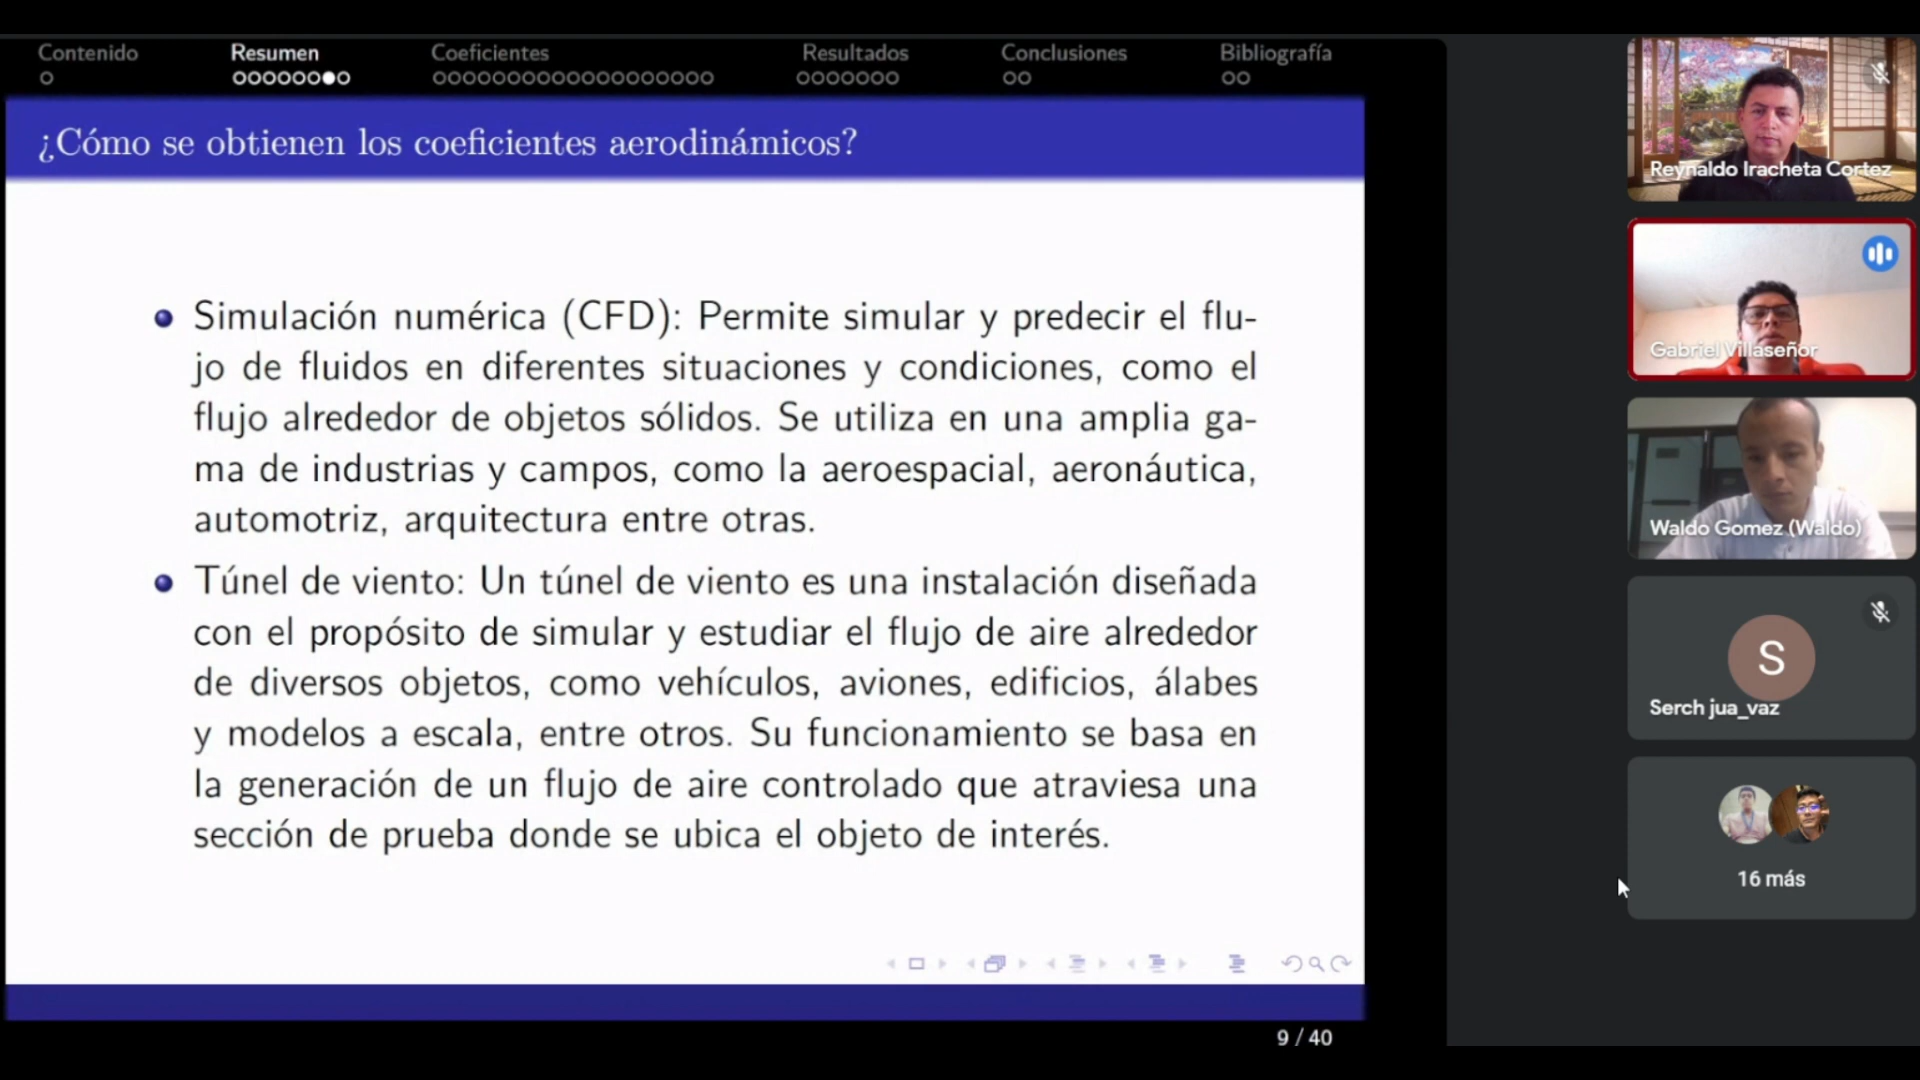 Contenido
Resumen
Coeficientes
Resultados
Conclusiones
Bibliografía
¿Cómo se obtienen los coeficientes aerodinámicos?
Simulación numérica (CFD): Permite simular y predecir el flu-
jo de fluidos en diferentes situaciones y condiciones, como el
flujo alrededor de objetos sólidos. Se utiliza en una amplia ga-
ma de industrias y campos, como la aeroespacial, aeronáutica,
automotriz, arquitectura entre otras.
Túnel de viento: Un túnel de viento es una instalación diseñada
con el propósito de simular y estudiar el flujo de aire alrededor
de diversos objetos, como vehículos, aviones, edificios, álabes
y modelos a escala, entre otros. Su funcionamiento se basa en
la generación de un flujo de aire controlado que atraviesa una
sección de prueba donde se ubica el objeto de interés.
9 / 40
Reynaldo Iracheta Cortez
Gabriel Villaseñor
Waldo Gomez (Waldo)
S
Serch jua_vaz
16 más